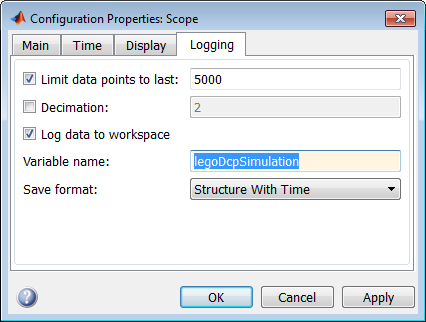 Configuration Properties: Scope
Main Time Display Logging
Limit data points to last: 5000
Decimation: 2
Log data to workspace
Variable name: legoDcpSimulation
Save format: Structure With Time
? OK Cancel Apply